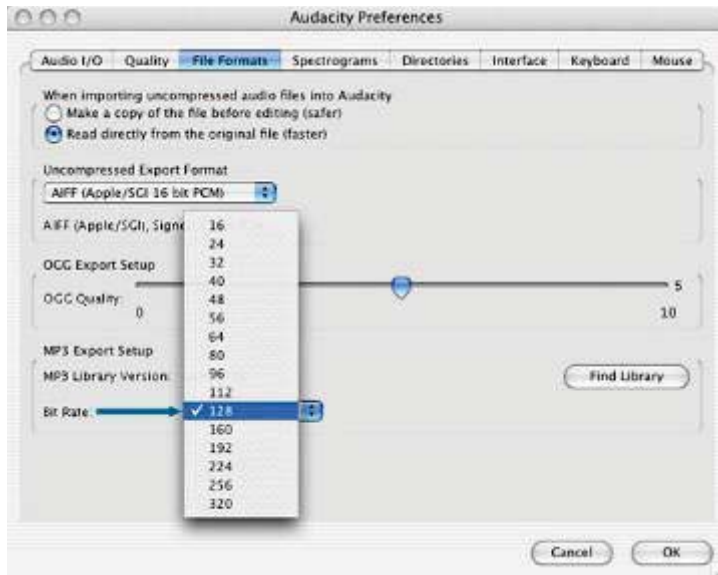 Audacity Preferences
Audio I/O Quality File Formats Spectrograms Directories Interface Keyboard Mouse
When importing uncompressed audio files into Audacity
Make a copy of the file before editing (safer)
Read directly from the original file (faster)
Uncompressed Export Format
AIFF (Apple/SGI 16 bit PCM)
AIFF (Apple/SGI), Signe
OGG Export Setup
OGG Quality: 5
0 10
MP3 Export Setup
MP3 Library Version: Find Library
Bit Rate:
16
24
32
40
48
56
64
80
96
112
✓ 128
160
192
224
256
320
Cancel OK